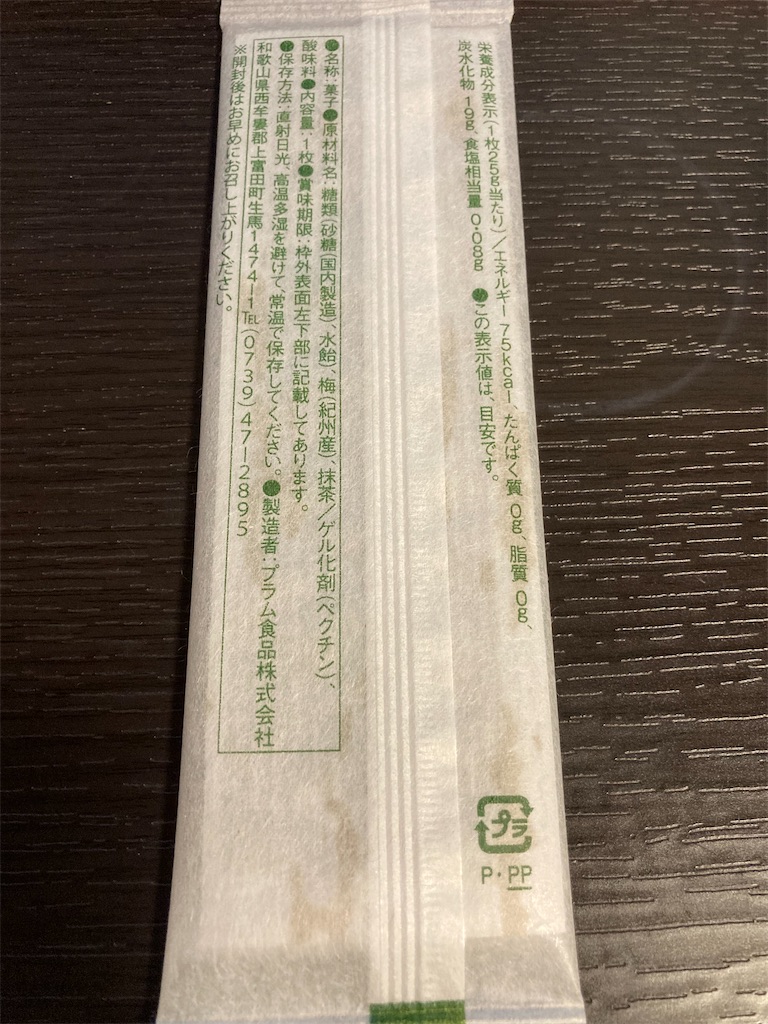 栄養成分表示(1枚25g当たり)/エネルギー 75kcal、たんぱく質 0g、脂質 0g、
炭水化物 19g、食塩相当量 0.08g ●この表示値は、目安です。
●名称:菓子●原材料名:糖類(砂糖(国内製造)、水飴)、梅(紀州産)、抹茶/ゲル化剤(ペクチン)、
酸味料●内容量:1枚●賞味期限:枠外表面左下部に記載してあります。
●保存方法:直射日光、高温多湿を避けて、常温で保存してください。●製造者:プラム食品株式会社
和歌山県西牟婁郡上富田町生馬1474-1 TEL(0739)47-2895
※開封後はお早めにお召し上がりください。
プラ
P・PP